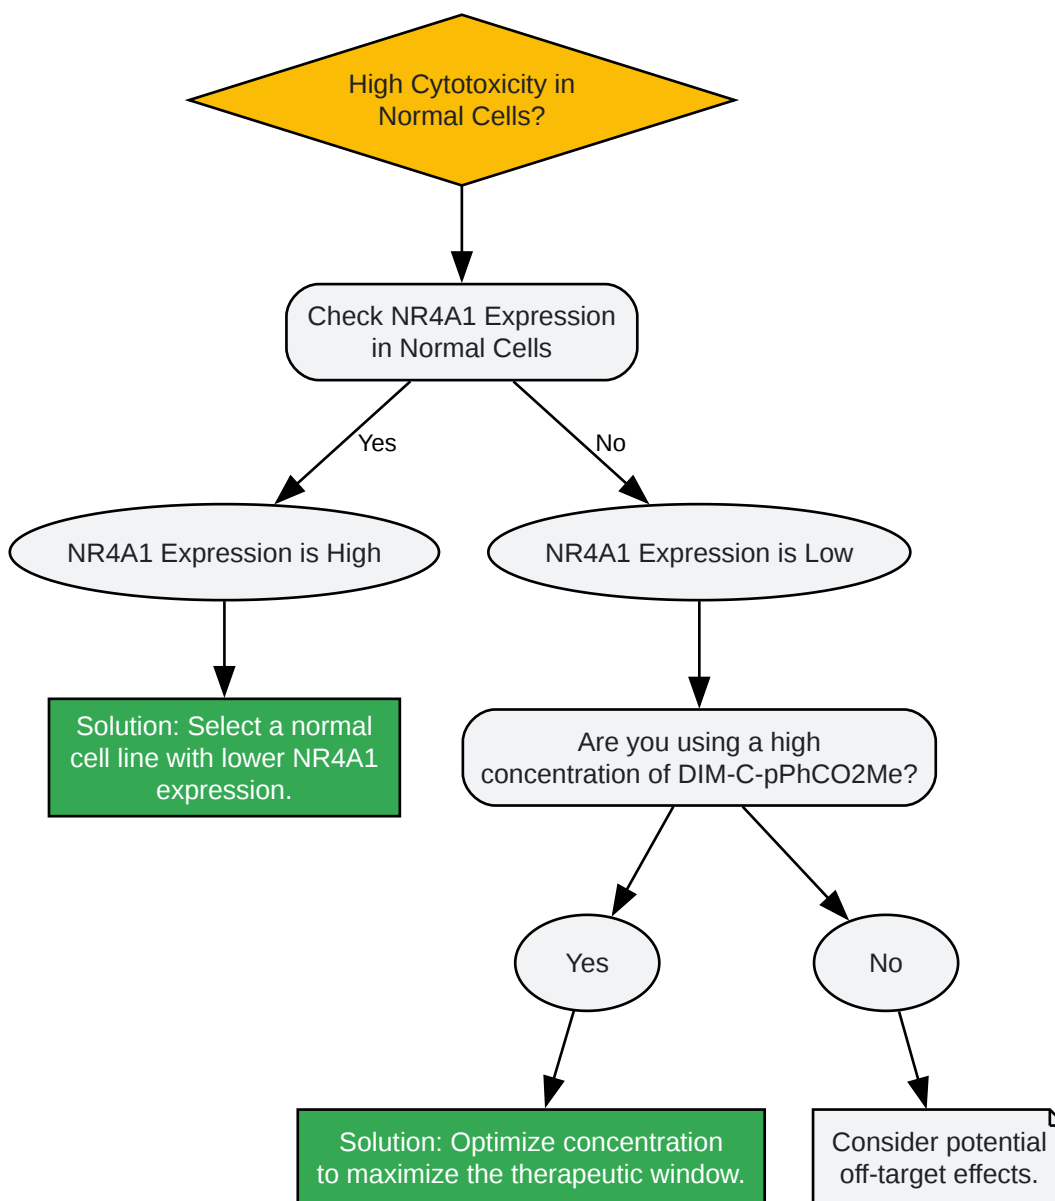 High Cytotoxicity in
Normal Cells?
Check NR4A1 Expression
in Normal Cells
Yes
No
NR4A1 Expression is High
NR4A1 Expression is Low
Solution: Select a normal
cell line with lower NR4A1
expression.
Are you using a high
concentration of DIM-C-pPhCO2Me?
Yes
No
Solution: Optimize concentration
to maximize the therapeutic window.
Consider potential
off-target effects.